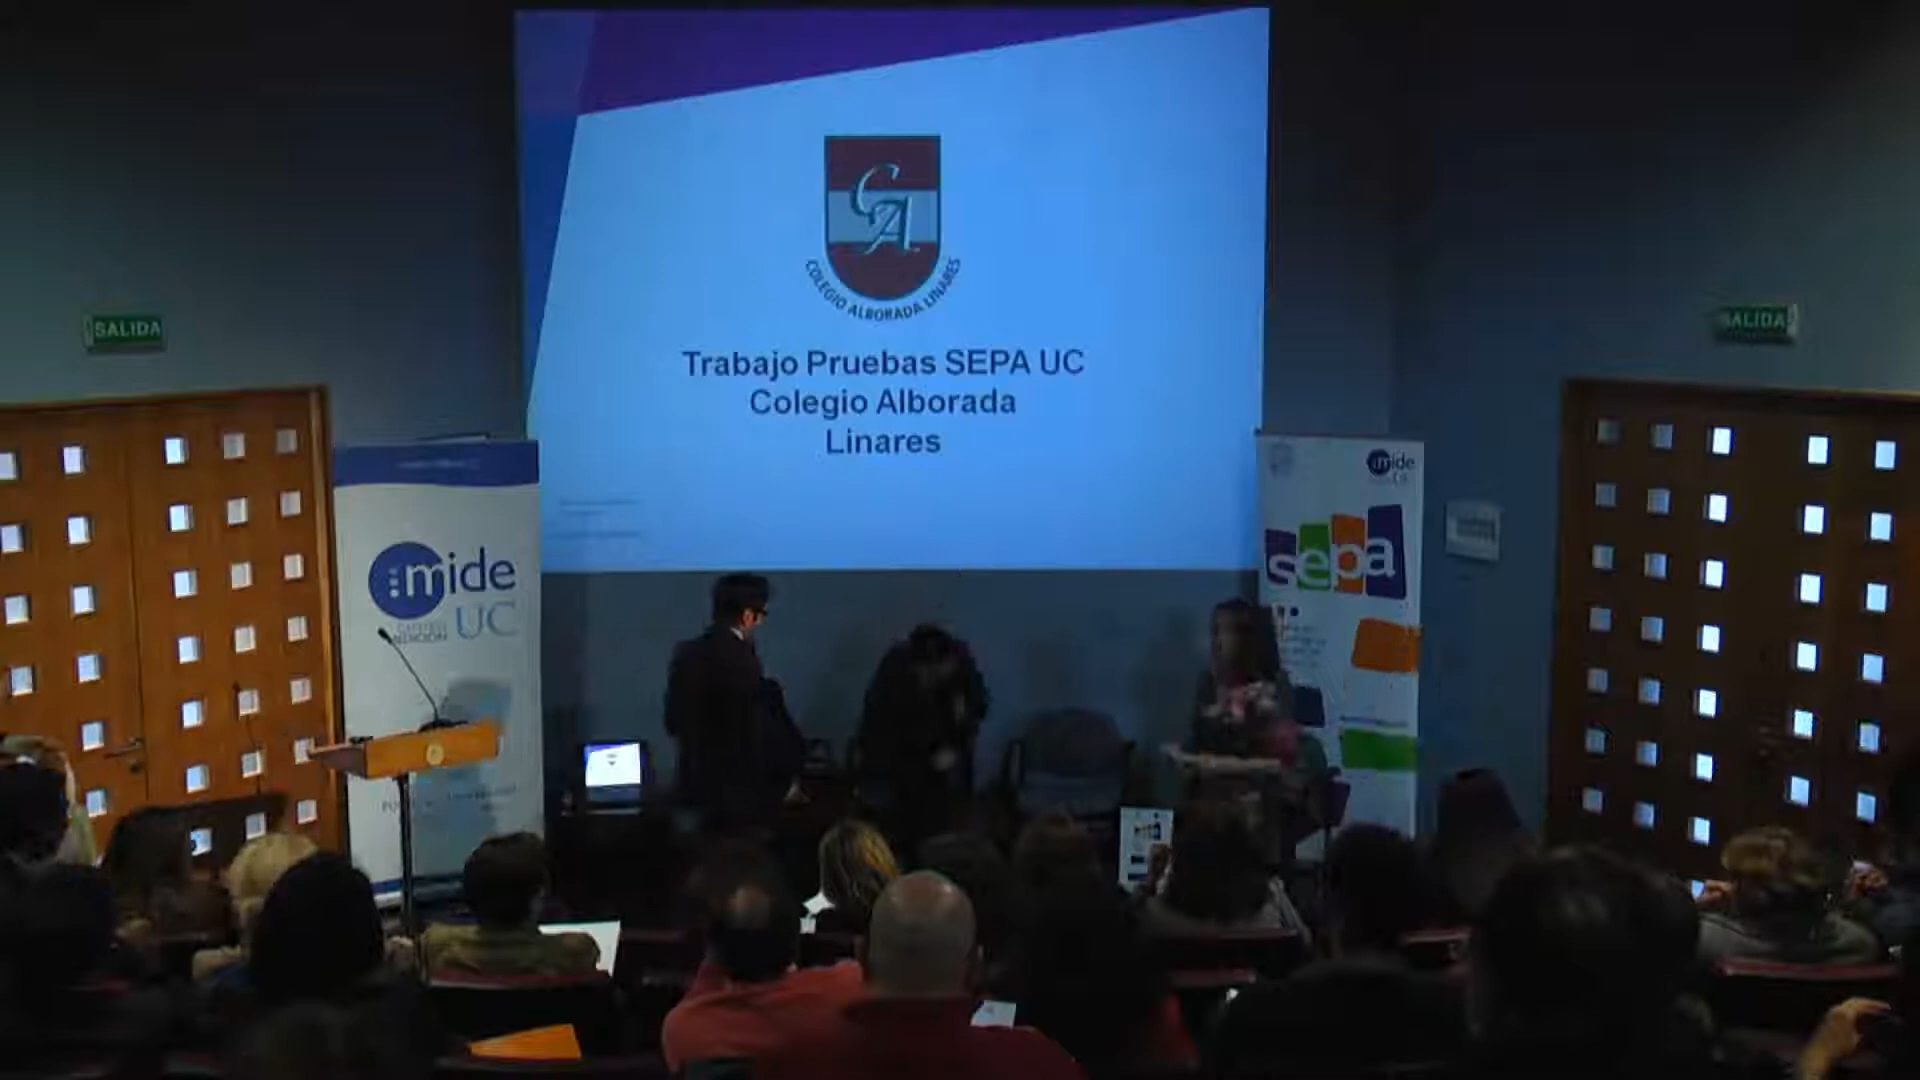 CA
COLEGIO ALBORADA LINARES
Trabajo Pruebas SEPA UC
Colegio Alborada
Linares
SALIDA
SALIDA
mide
UC
mide
UC
sepa